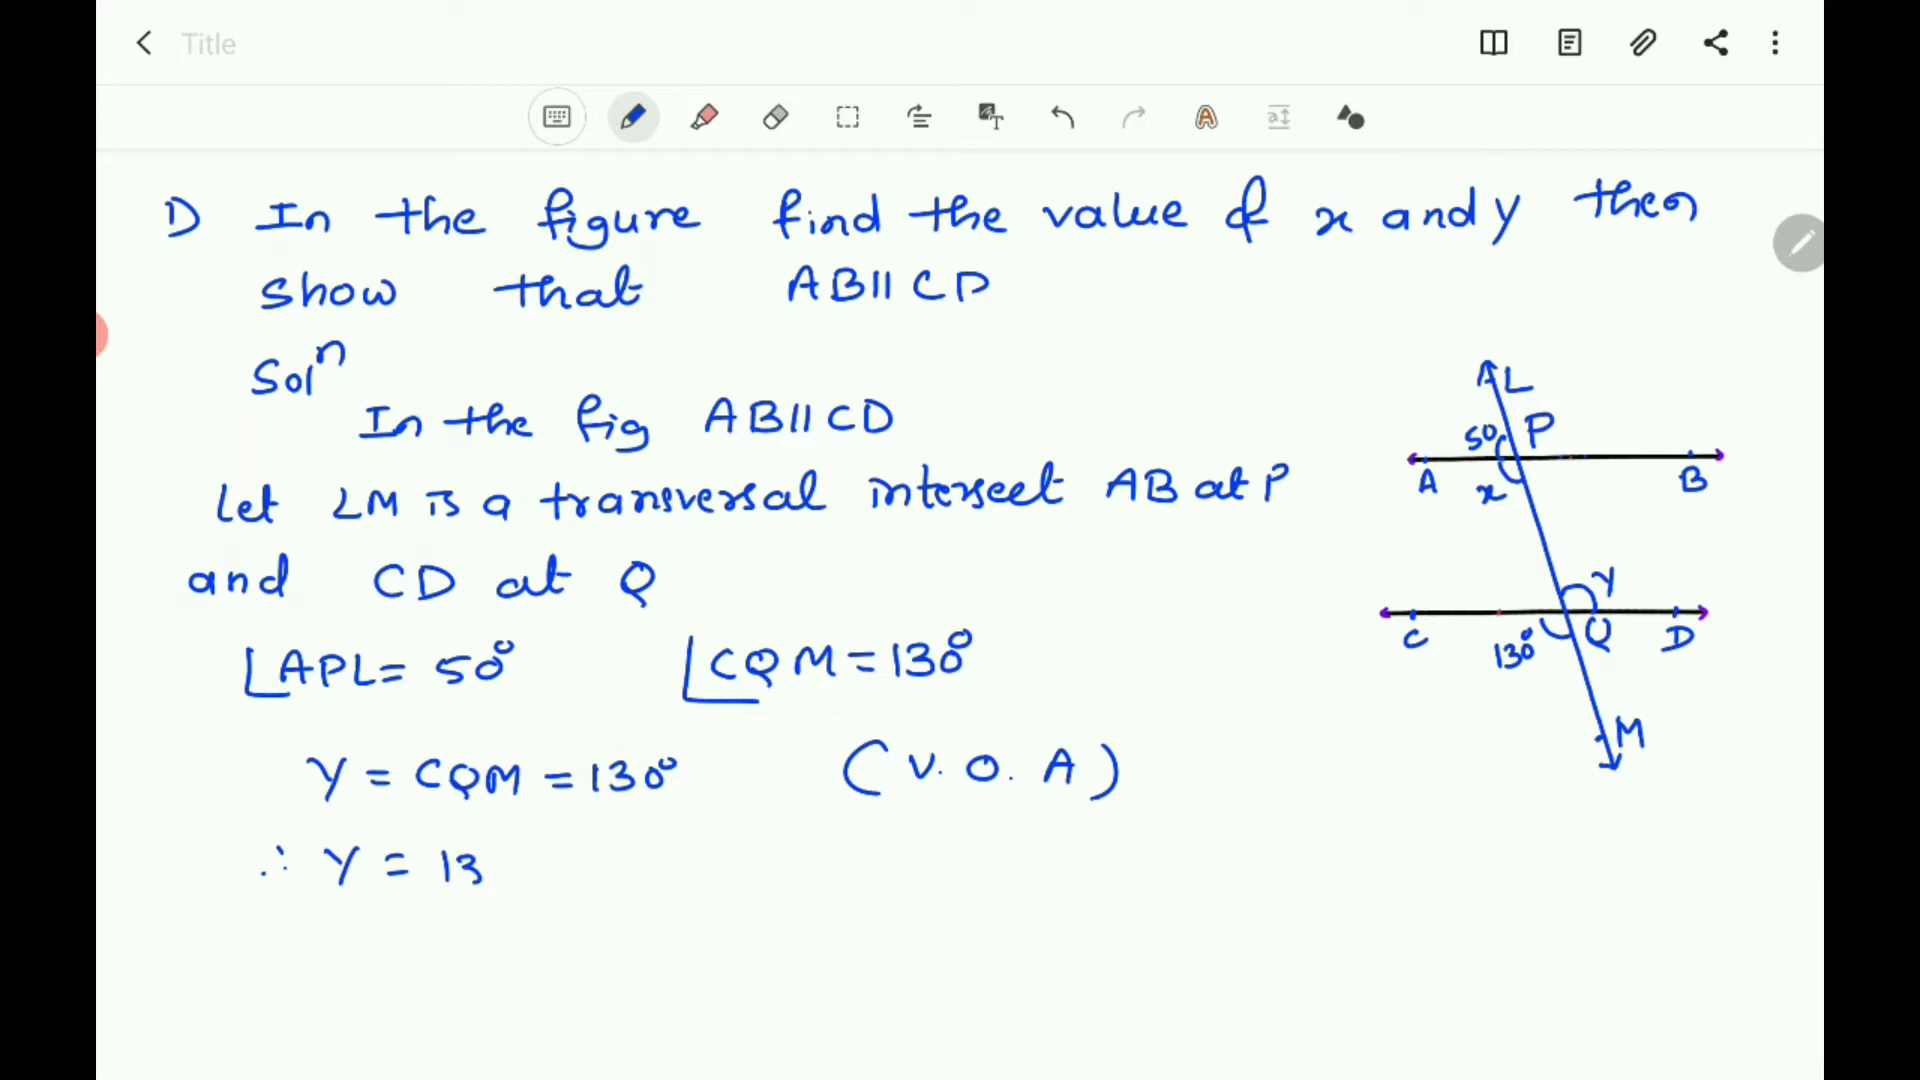 Title
1) In the figure find the value of x and y then
show that AB||CD
Solⁿ
In the fig AB||CD
Let LM is a transversal intersect AB at P
and CD at Q
∠APL = 50° ∠CQM = 130°
Y = CQM = 130° (V.O.A)
∴ Y = 13
L
50° P
A x B
Y
C 130° Q D
M